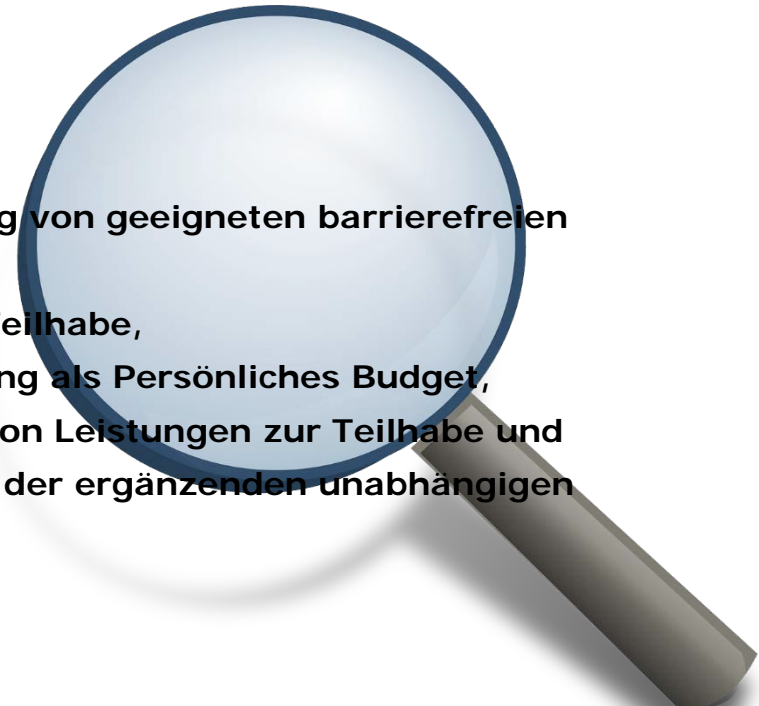 g von geeigneten barrierefreien
eilhabe,
ng als Persönliches Budget,
on Leistungen zur Teilhabe und
der ergänzenden unabhängigen